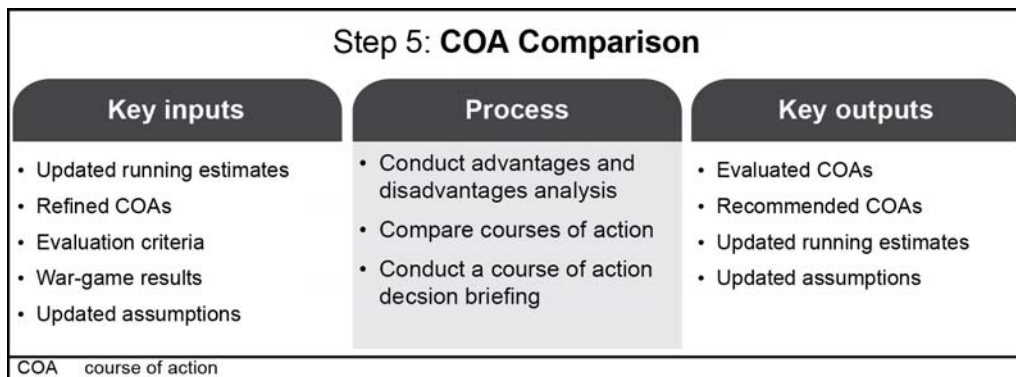 Step 5: COA Comparison
Key inputs
• Updated running estimates
• Refined COAs
• Evaluation criteria
• War-game results
• Updated assumptions
Process
• Conduct advantages and
disadvantages analysis
• Compare courses of action
• Conduct a course of action
decsion briefing
Key outputs
• Evaluated COAs
• Recommended COAs
• Updated running estimates
• Updated assumptions
COA course of action